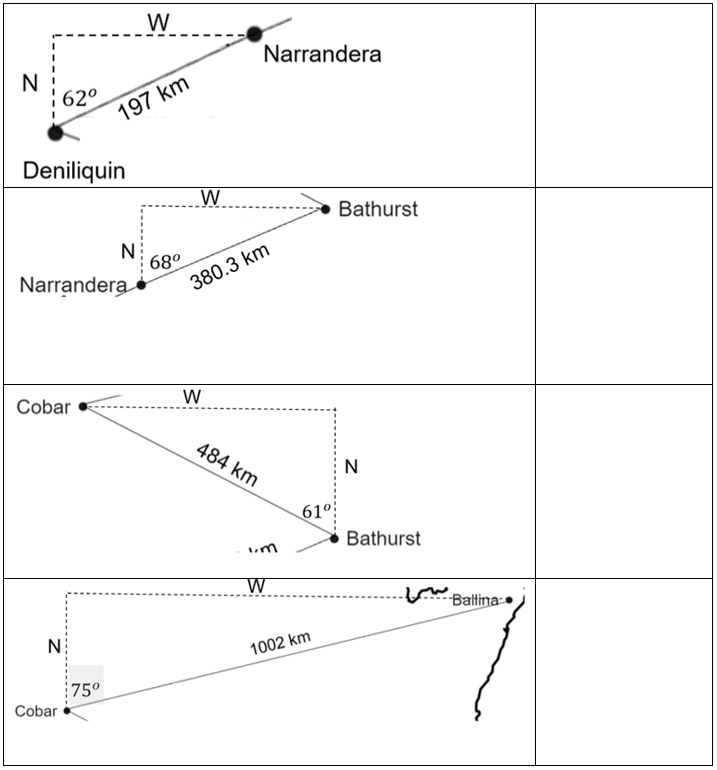 W
Narrandera
N
62°
197 km
Deniliquin
W
Bathurst
N
68°
380.3 km
Narrandera
Cobar
W
484 km
N
61°
km
Bathurst
W
Ballina
N
1002 km
75°
Cobar